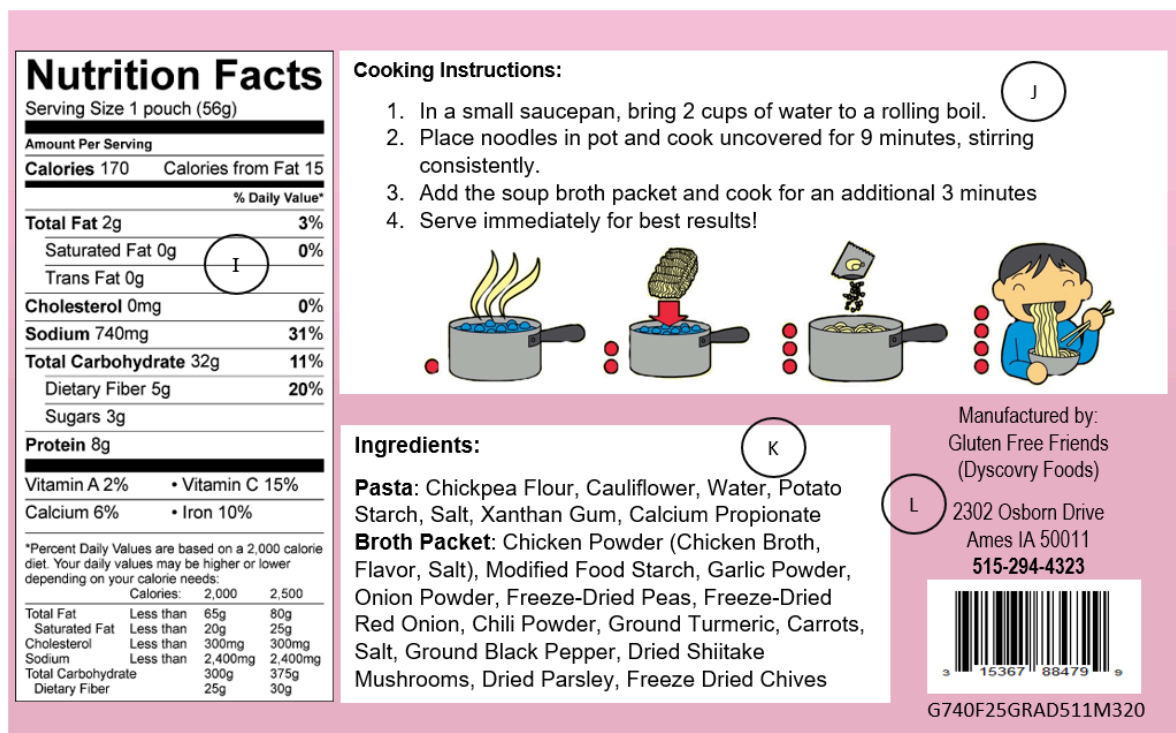 Nutrition Facts
Serving Size 1 pouch (56g)
Amount Per Serving
Calories 170 Calories from Fat 15
% Daily Value*
Total Fat 2g 3%
Saturated Fat 0g 0%
I
Trans Fat 0g
Cholesterol 0mg 0%
Sodium 740mg 31%
Total Carbohydrate 32g 11%
Dietary Fiber 5g 20%
Sugars 3g
Protein 8g
Vitamin A 2% • Vitamin C 15%
Calcium 6% • Iron 10%
*Percent Daily Values are based on a 2,000 calorie
diet. Your daily values may be higher or lower
depending on your calorie needs:
Calories: 2,000 2,500
Total Fat Less than 65g 80g
Saturated Fat Less than 20g 25g
Cholesterol Less than 300mg 300mg
Sodium Less than 2,400mg 2,400mg
Total Carbohydrate 300g 375g
Dietary Fiber 25g 30g
Cooking Instructions:
J
1. In a small saucepan, bring 2 cups of water to a rolling boil.
2. Place noodles in pot and cook uncovered for 9 minutes, stirring
consistently.
3. Add the soup broth packet and cook for an additional 3 minutes
4. Serve immediately for best results!
Ingredients:
K
Pasta: Chickpea Flour, Cauliflower, Water, Potato
Starch, Salt, Xanthan Gum, Calcium Propionate
Broth Packet: Chicken Powder (Chicken Broth,
Flavor, Salt), Modified Food Starch, Garlic Powder,
Onion Powder, Freeze-Dried Peas, Freeze-Dried
Red Onion, Chili Powder, Ground Turmeric, Carrots,
Salt, Ground Black Pepper, Dried Shiitake
Mushrooms, Dried Parsley, Freeze Dried Chives
Manufactured by:
Gluten Free Friends
(Dyscovry Foods)
L
2302 Osborn Drive
Ames IA 50011
515-294-4323
3 15367 88479 9
G740F25GRAD511M320